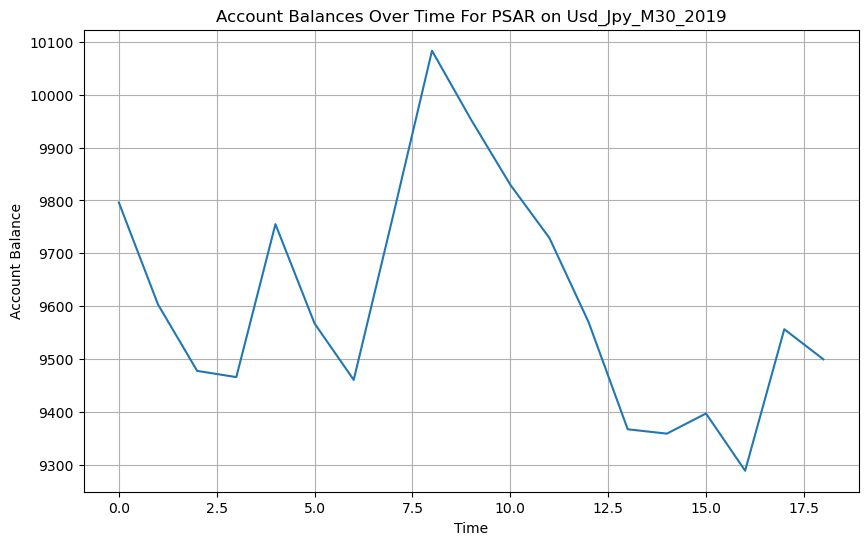 Account Balances Over Time For PSAR on Usd_Jpy_M30_2019
10100
10000
9900
9800
9700
9600
9500
9400
9300
Account Balance
0.0 2.5 5.0 7.5 10.0 12.5 15.0 17.5
Time